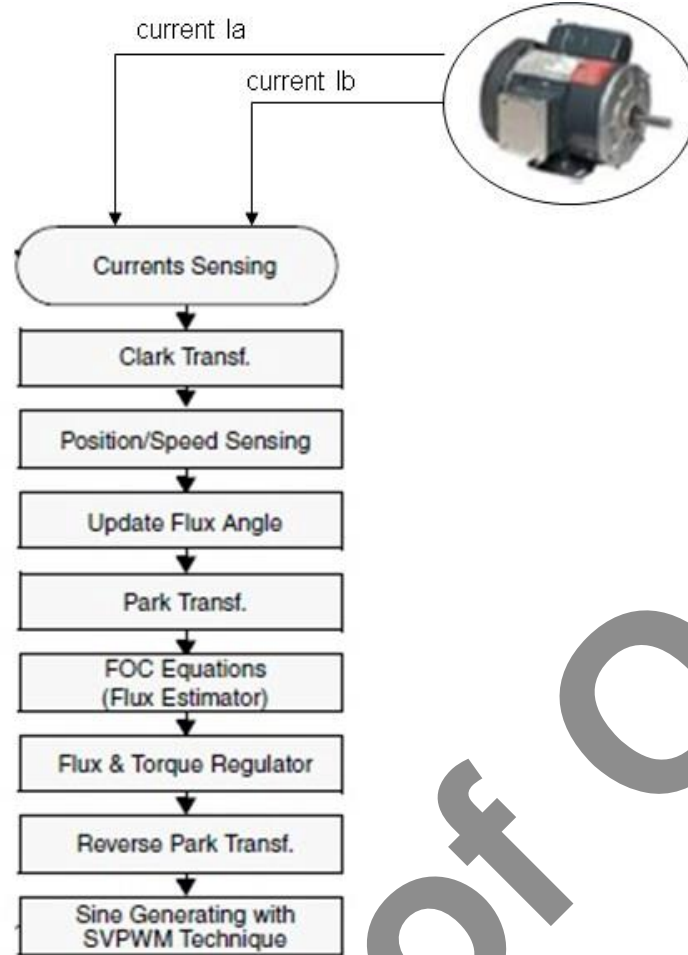 current Ia
current Ib
Currents Sensing
Clark Transf.
Position/Speed Sensing
Update Flux Angle
Park Transf.
FOC Equations
(Flux Estimator)
Flux & Torque Regulator
Reverse Park Transf.
Sine Generating with
SVPWM Technique
of